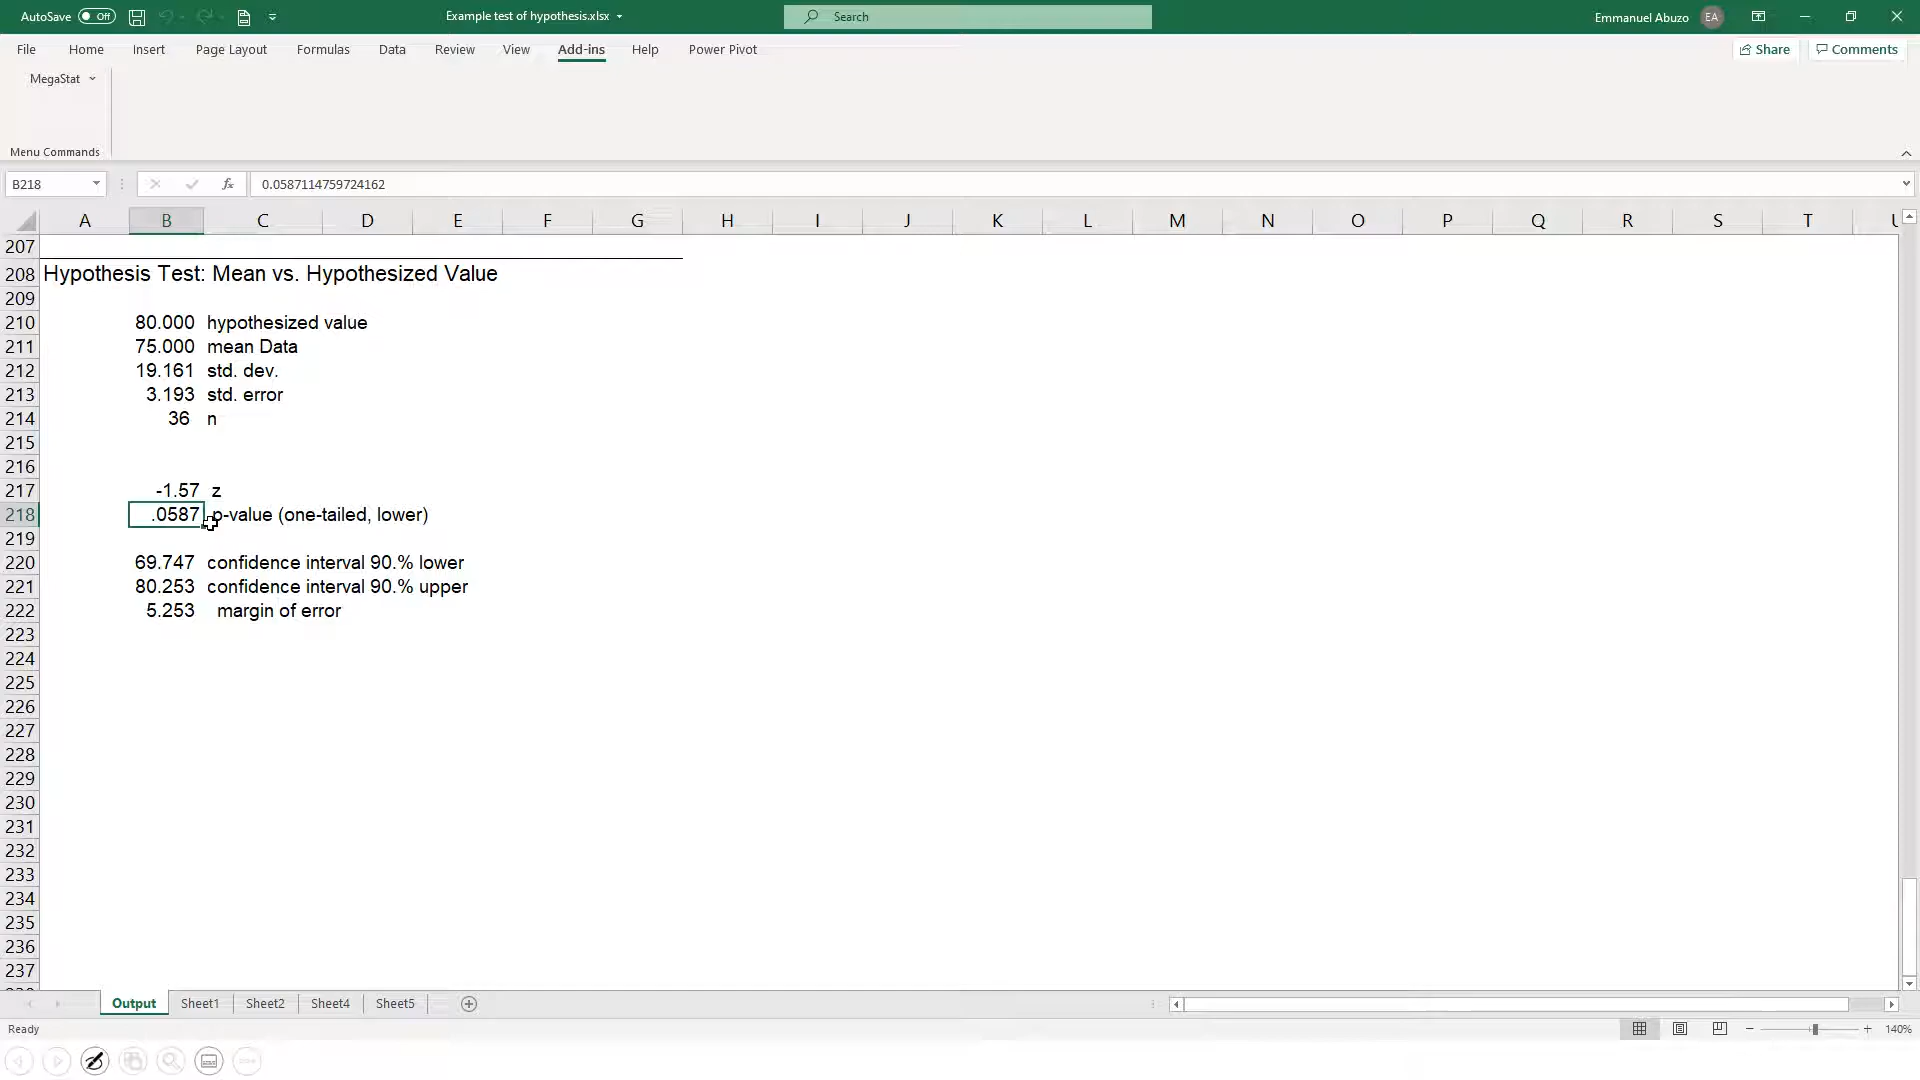 AutoSave Off Example test of hypothesis.xlsx Search Emmanuel Abuzo EA
File Home Insert Page Layout Formulas Data Review View Add-ins Help Power Pivot Share Comments
MegaStat
Menu Commands
B218 fx 0.0587114759724162
A B C D E F G H I J K L M N O P Q R S T
207
208 Hypothesis Test: Mean vs. Hypothesized Value
209
210 80.000 hypothesized value
211 75.000 mean Data
212 19.161 std. dev.
213 3.193 std. error
214 36 n
215
216
217 -1.57 z
218 .0587 p-value (one-tailed, lower)
219
220 69.747 confidence interval 90.% lower
221 80.253 confidence interval 90.% upper
222 5.253 margin of error
223
224
225
226
227
228
229
230
231
232
233
234
235
236
237
Output Sheet1 Sheet2 Sheet4 Sheet5
Ready 140%